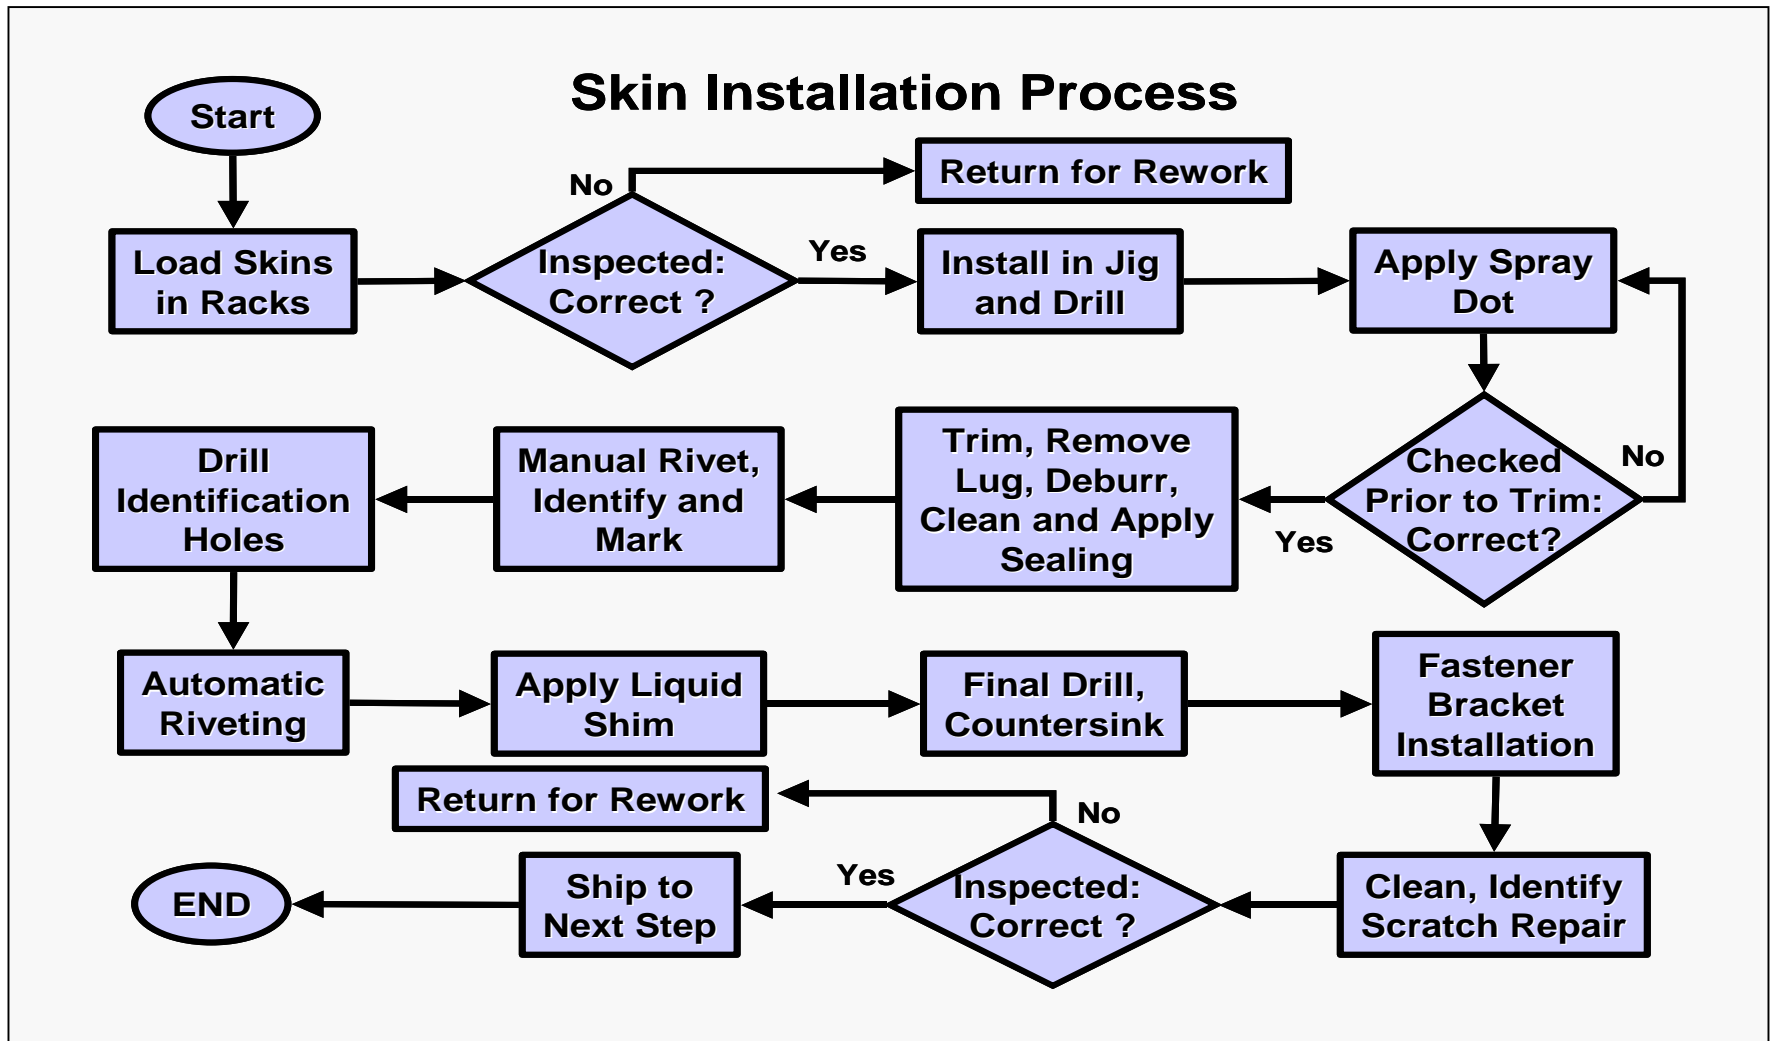 Skin Installation Process
Start
Load Skins
in Racks
Inspected:
Correct ?
No
Return for Rework
Yes
Install in Jig
and Drill
Apply Spray
Dot
Checked
Prior to Trim:
Correct?
No
Yes
Trim, Remove
Lug, Deburr,
Clean and Apply
Sealing
Manual Rivet,
Identify and
Mark
Drill
Identification
Holes
Automatic
Riveting
Apply Liquid
Shim
Final Drill,
Countersink
Fastener
Bracket
Installation
Clean, Identify
Scratch Repair
Inspected:
Correct ?
No
Return for Rework
Yes
Ship to
Next Step
END